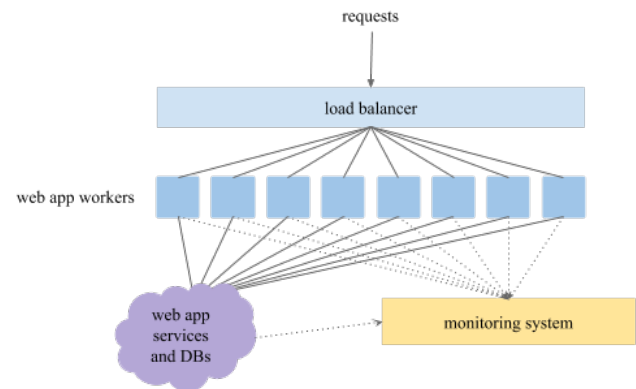 requests
load balancer
web app workers
web app
services
and DBs
monitoring system